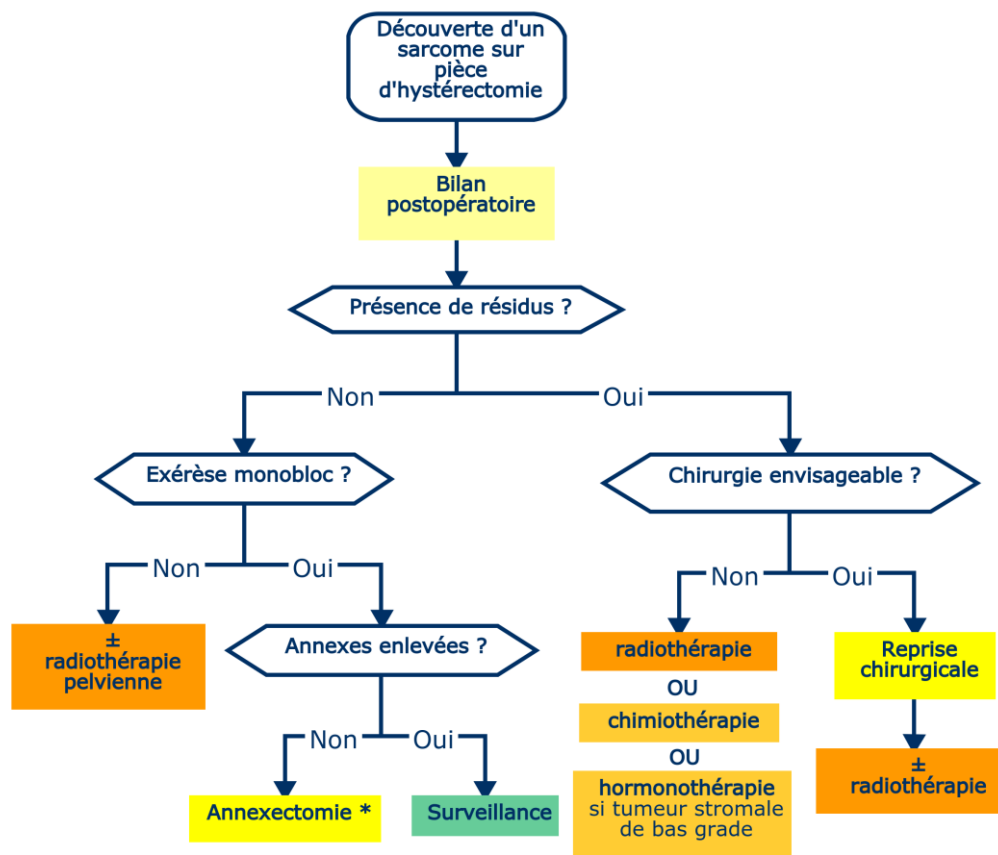 Découverte d'un
sarcome sur
pièce
d'hystérectomie
Bilan
postopératoire
Présence de résidus ?
Non
Oui
Exérèse monobloc ?
Chirurgie envisageable ?
Non
Oui
Non
Oui
±
radiothérapie
pelvienne
Annexes enlevées ?
radiothérapie
OU
chimiothérapie
OU
hormonothérapie
si tumeur stromale
de bas grade
Reprise
chirurgicale
±
radiothérapie
Non
Oui
Annexectomie *
Surveillance